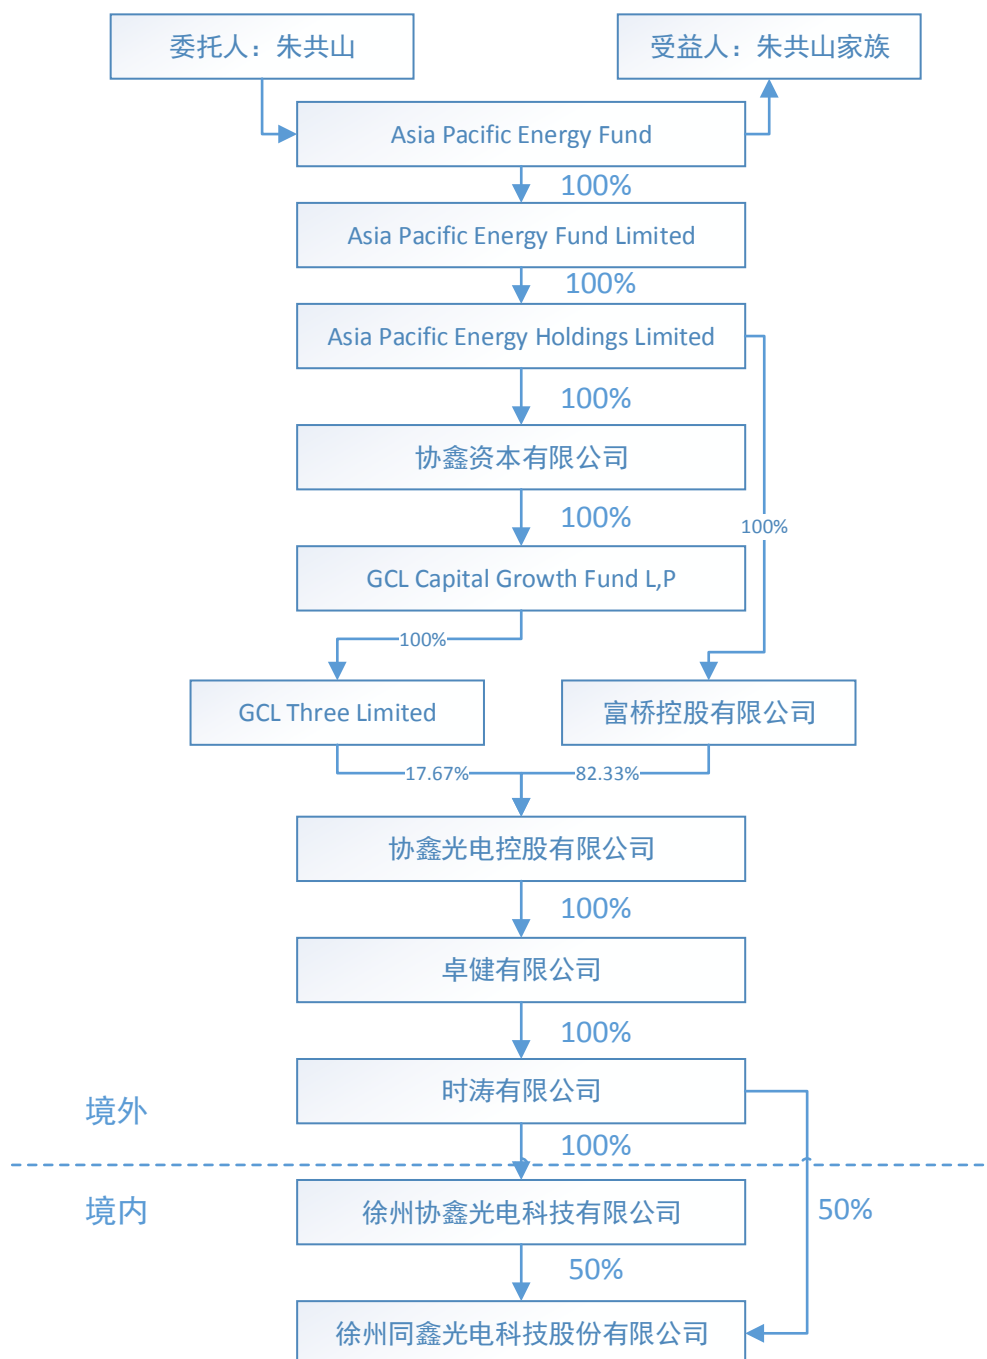 委托人：朱共山
受益人：朱共山家族
Asia Pacific Energy Fund
100%
Asia Pacific Energy Fund Limited
100%
Asia Pacific Energy Holdings Limited
100%
协鑫资本有限公司
100%
100%
GCL Capital Growth Fund L,P
100%
GCL Three Limited
富桥控股有限公司
17.67%
82.33%
协鑫光电控股有限公司
100%
卓健有限公司
100%
时涛有限公司
境外
100%
境内
徐州协鑫光电科技有限公司
50%
50%
徐州同鑫光电科技股份有限公司